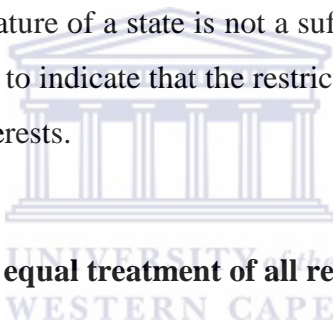 ature of a state is not a suf
to indicate that the restric
erests.
UNIVERSITY of the
equal treatment of all re
WESTERN CAPE